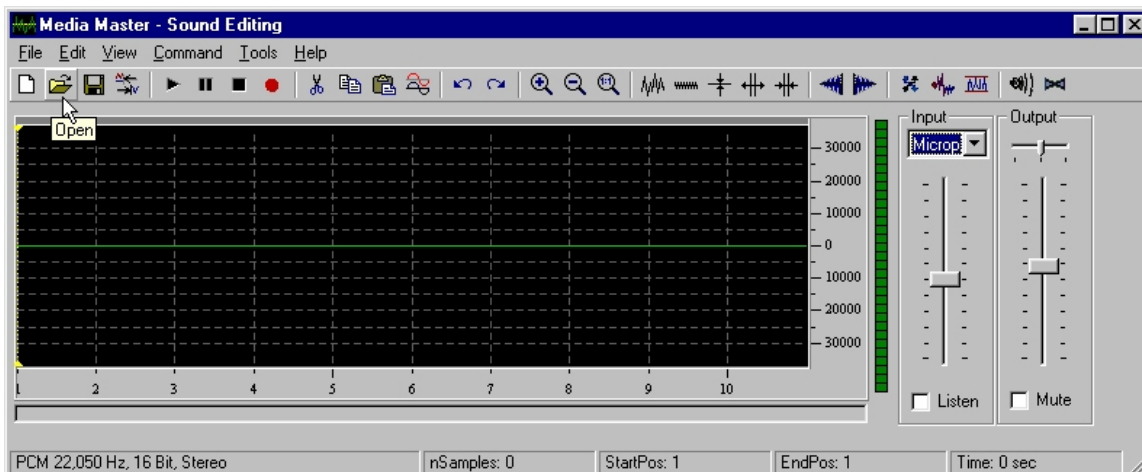 Media Master - Sound Editing
File Edit View Command Tools Help
1:1
Open
30000
20000
10000
0
10000
20000
30000
1 2 3 4 5 6 7 8 9 10
Input
Microp
Listen
Output
Mute
PCM 22,050 Hz, 16 Bit, Stereo nSamples: 0 StartPos: 1 EndPos: 1 Time: 0 sec